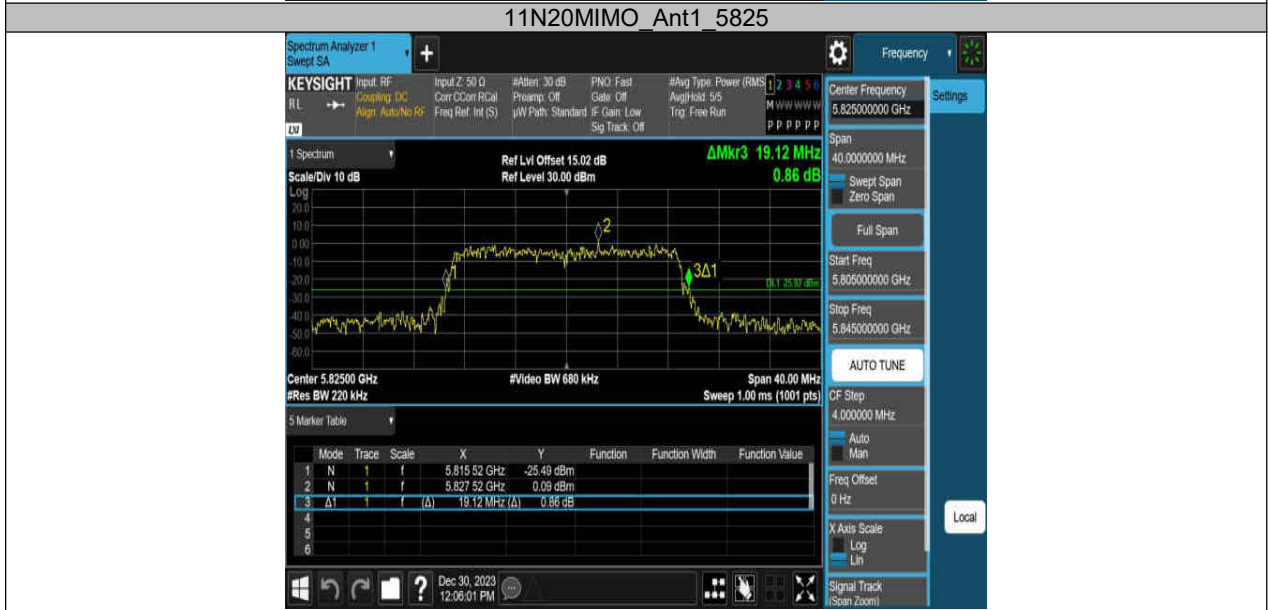 11N20MIMO_Ant1_5825
Spectrum Analyzer 1
Swept SA
+
Frequency
KEYSIGHT
RL
LXI
Input: RF
Coupling: DC
Align: Auto/No RF
Input Z: 50 Ω
Corr CCorr RCal
Freq Ref: Int (S)
#Atten: 30 dB
Preamp: Off
µW Path: Standard
PNO: Fast
Gate: Off
IF Gain: Low
Sig Track: Off
#Avg Type: Power (RMS
Avg|Hold: 5/5
Trig: Free Run
1 2 3 4 5 6
M W W W W W
P P P P P P
Center Frequency
5.825000000 GHz
Settings
Span
40.0000000 MHz
Swept Span
Zero Span
Full Span
Start Freq
5.805000000 GHz
Stop Freq
5.845000000 GHz
AUTO TUNE
CF Step
4.000000 MHz
Auto
Man
Freq Offset
0 Hz
X Axis Scale
Log
Lin
Signal Track
(Span Zoom)
Local
1 Spectrum
Scale/Div 10 dB
Ref Lvl Offset 15.02 dB
Ref Level 30.00 dBm
ΔMkr3 19.12 MHz
0.86 dB
Log
20.0
10.0
0.00
-10.0
-20.0
-30.0
-40.0
-50.0
-60.0
2
3Δ1
DL1 -25.92 dBm
Center 5.82500 GHz
#Res BW 220 kHz
#Video BW 680 kHz
Span 40.00 MHz
Sweep 1.00 ms (1001 pts)
5 Marker Table
Mode Trace Scale X Y Function Function Width Function Value
1 N 1 f 5.815 52 GHz -25.49 dBm
2 N 1 f 5.827 52 GHz 0.09 dBm
3 Δ1 1 f (Δ) 19.12 MHz (Δ) 0.86 dB
4
5
6
?
Dec 30, 2023
12:06:01 PM